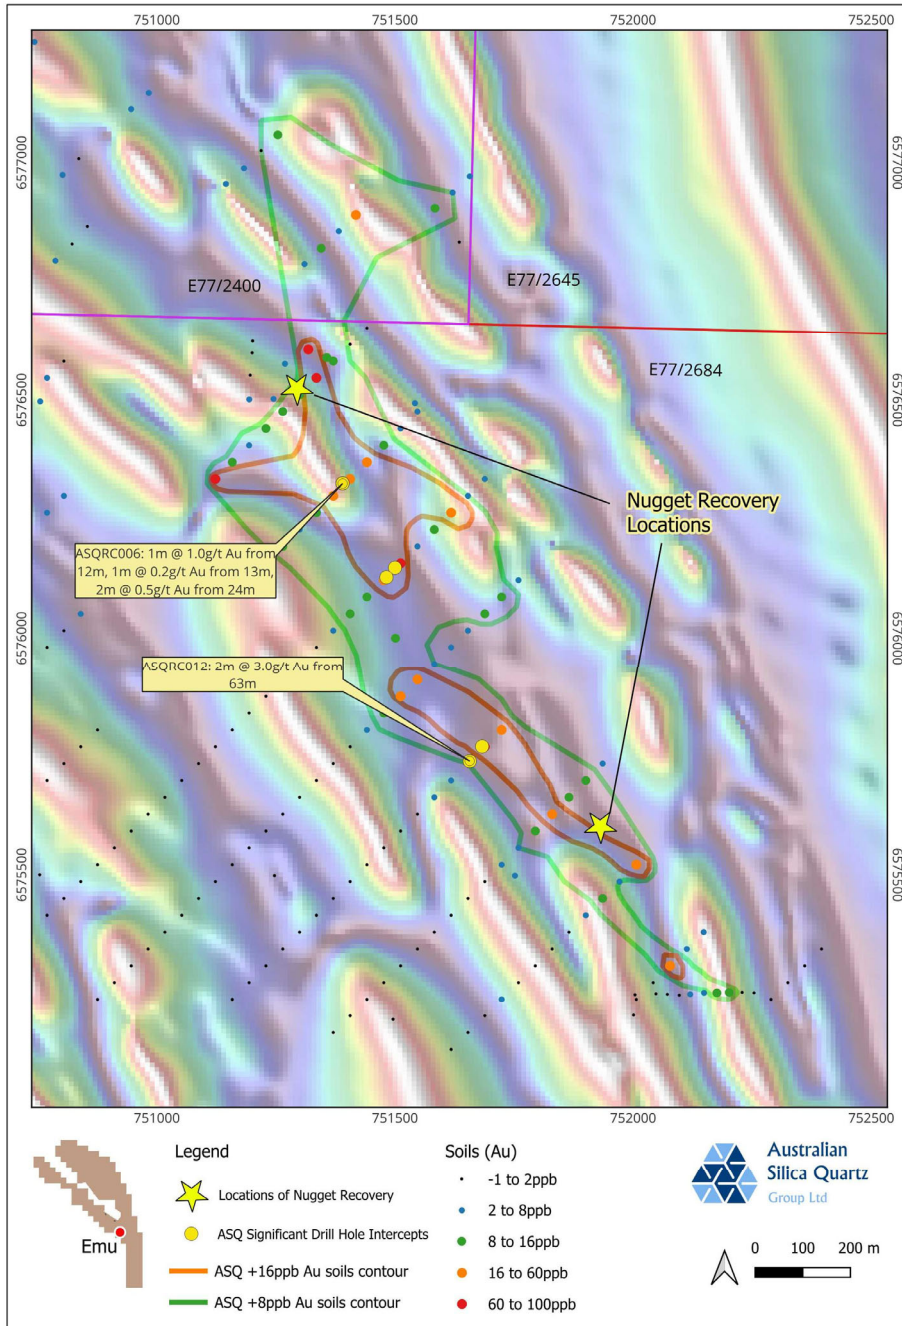 751000 751500 752000 752500
6577000
6577000
E77/2400
E77/2645
E77/2684
6576500
6576500
Nugget Recovery
Locations
ASQRC006: 1m @ 1.0g/t Au from
12m, 1m @ 0.2g/t Au from 13m,
2m @ 0.5g/t Au from 24m
6576000
6576000
ASQRC012: 2m @ 3.0g/t Au from
63m
6575500
6575500
751000 751500 752000 752500
Legend
Locations of Nugget Recovery
ASQ Significant Drill Hole Intercepts
ASQ +16ppb Au soils contour
ASQ +8ppb Au soils contour
Emu
Soils (Au)
-1 to 2ppb
2 to 8ppb
8 to 16ppb
16 to 60ppb
60 to 100ppb
Australian
Silica Quartz
Group Ltd
0 100 200 m